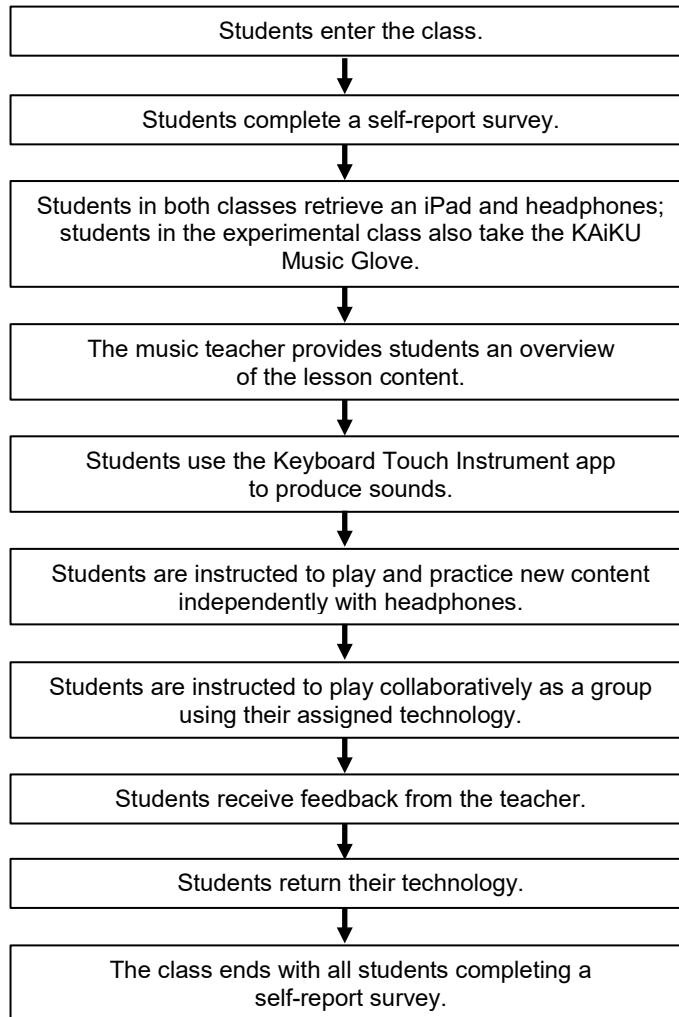 Students enter the class.
Students complete a self-report survey.
Students in both classes retrieve an iPad and headphones;
students in the experimental class also take the KAiKU
Music Glove.
The music teacher provides students an overview
of the lesson content.
Students use the Keyboard Touch Instrument app
to produce sounds.
Students are instructed to play and practice new content
independently with headphones.
Students are instructed to play collaboratively as a group
using their assigned technology.
Students receive feedback from the teacher.
Students return their technology.
The class ends with all students completing a
self-report survey.